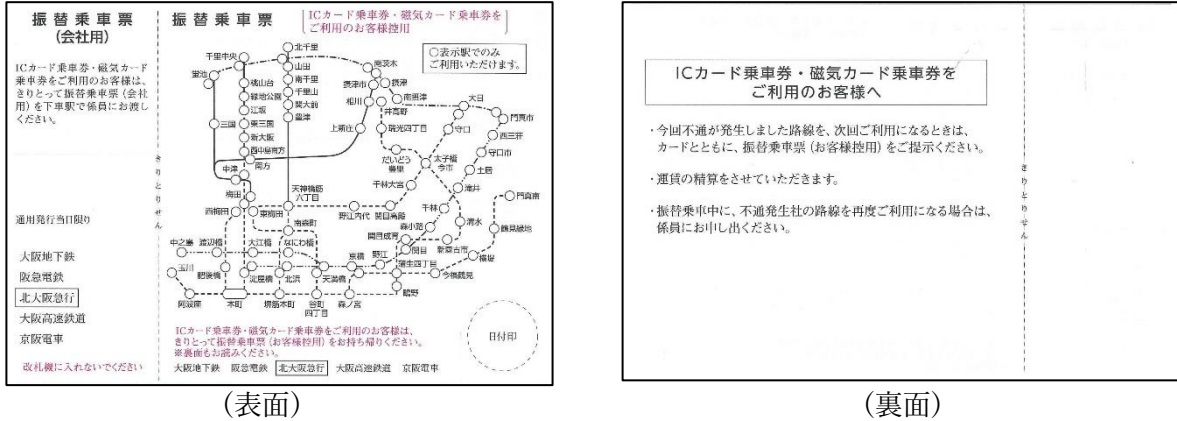 振替乗車票
(会社用)
ICカード乗車券・磁気カード
乗車券をご利用のお客様は、
きりとって振替乗車票(会社
用)を下車駅で係員にお渡し
ください。
通用発行当日限り
大阪地下鉄
阪急電鉄
北大阪急行
大阪高速鉄道
京阪電車
改札機に入れないでください
きりとりせん
振替乗車票
ICカード乗車券・磁気カード乗車券を
ご利用のお客様控用
○表示駅でのみ
ご利用いただけます。
北千里
千里中央
山田
南茨木
蛍池
桃山台
南千里
摂津市
摂津
緑地公園
千里山
相川
南摂津
大日
江坂
関大前
井高野
門真市
三国
東三国
豊津
上新庄
瑞光四丁目
守口
西三荘
新大阪
西中島南方
だいどう
豊里
太子橋
今市
守口市
南方
土居
中津
天神橋筋
六丁目
千林大宮
滝井
門真南
梅田
千林
西梅田
東梅田
野江内代
関目高殿
森小路
清水
鶴見緑地
南森町
関目成育
新森古市
中之島
渡辺橋
大江橋
なにわ橋
京橋
野江
関目
横堤
玉川
肥後橋
淀屋橋
北浜
天満橋
蒲生四丁目
今福鶴見
阿波座
本町
堺筋本町
谷町
四丁目
森ノ宮
鴫野
ICカード乗車券・磁気カード乗車券をご利用のお客様は、
きりとって振替乗車票(お客様控用)をお持ち帰りください。
※裏面もお読みください。
大阪地下鉄 阪急電鉄 北大阪急行 大阪高速鉄道 京阪電車
日付印
(表面)
ICカード乗車券・磁気カード乗車券を
ご利用のお客様へ
・今回不通が発生しました路線を、次回ご利用になるときは、
カードとともに、振替乗車票(お客様控用)をご提示ください。
・運賃の精算をさせていただきます。
・振替乗車中に、不通発生社の路線を再度ご利用になる場合は、
係員にお申し出ください。
きりとりせん
(裏面)